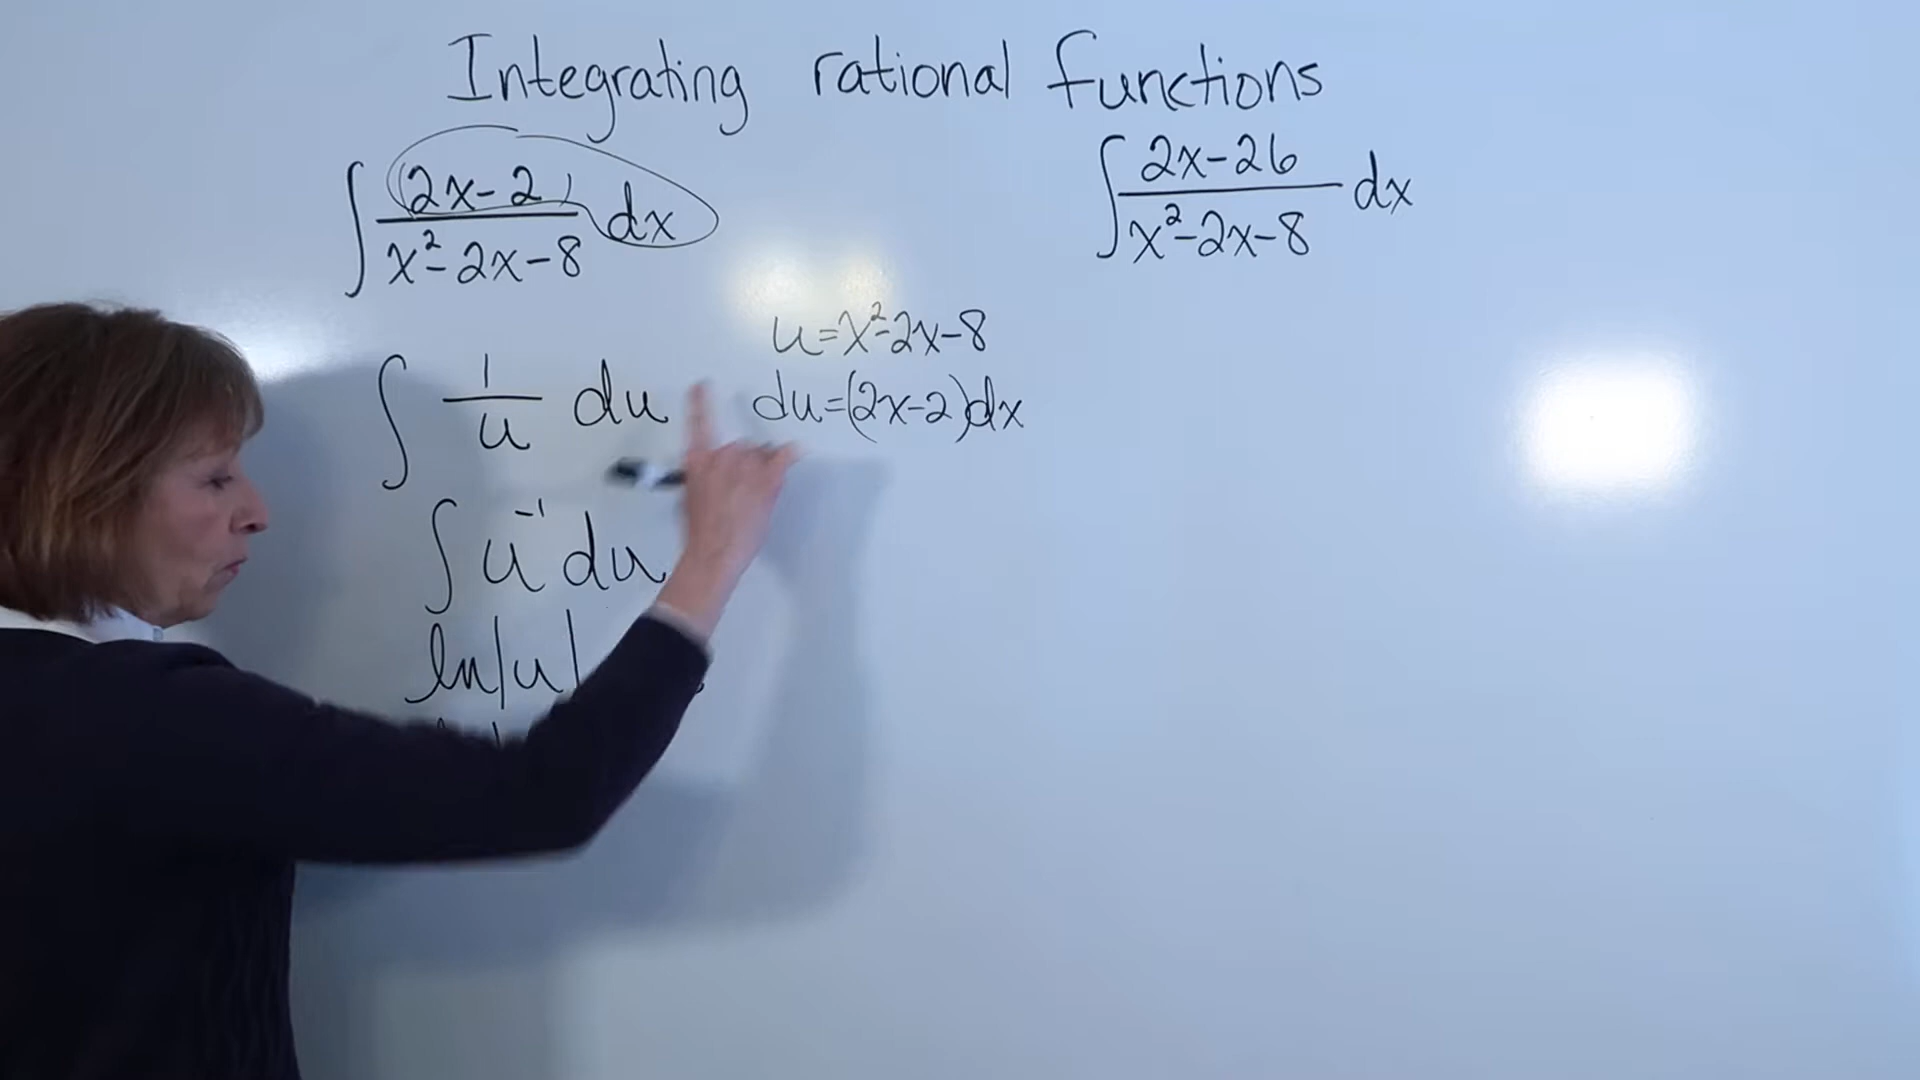 Integrating rational functions
∫ (2x-2) / (x²-2x-8) dx
∫ 2x-26 / (x²-2x-8) dx
u=x²-2x-8
∫ 1/u du
du=(2x-2)dx
∫ u⁻¹ du
ln|u|